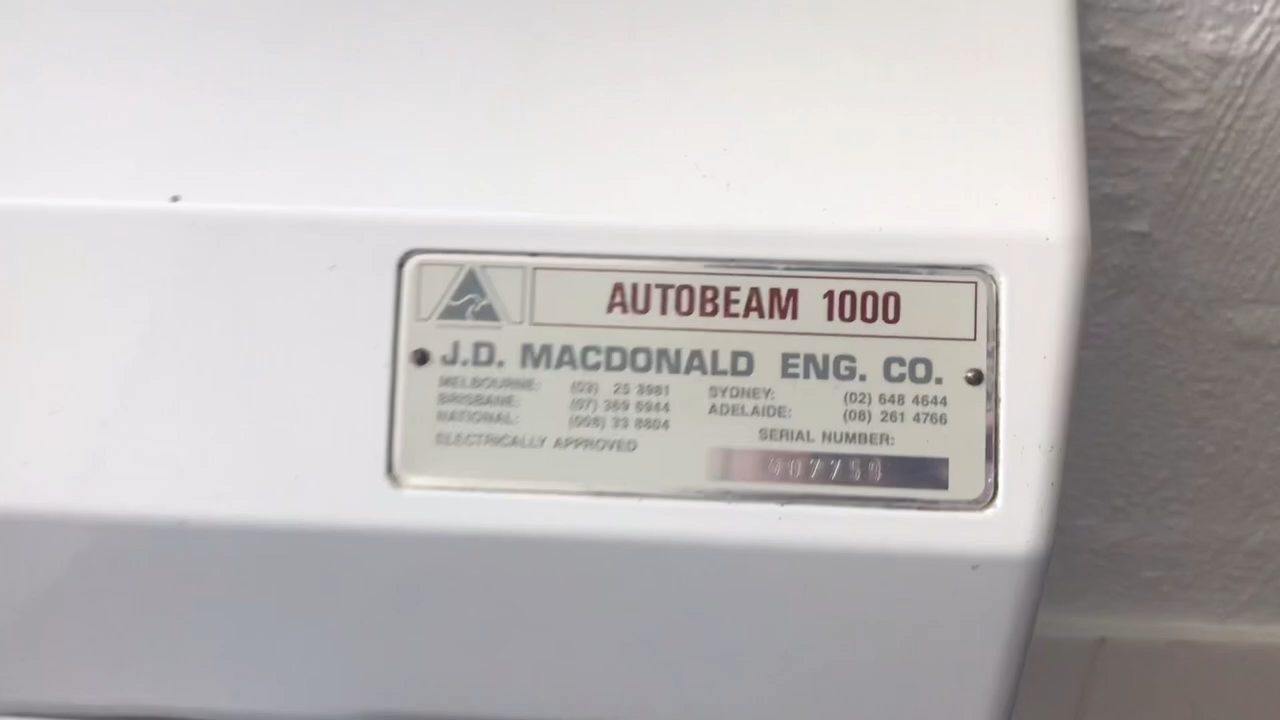 AUTOBEAM 1000
J.D. MACDONALD ENG. CO.
MELBOURNE: (03) 25 3981 SYDNEY: (02) 648 4644
BRISBANE: (07) 369 6944 ADELAIDE: (08) 261 4766
NATIONAL: (008) 33 8804
ELECTRICALLY APPROVED
SERIAL NUMBER: